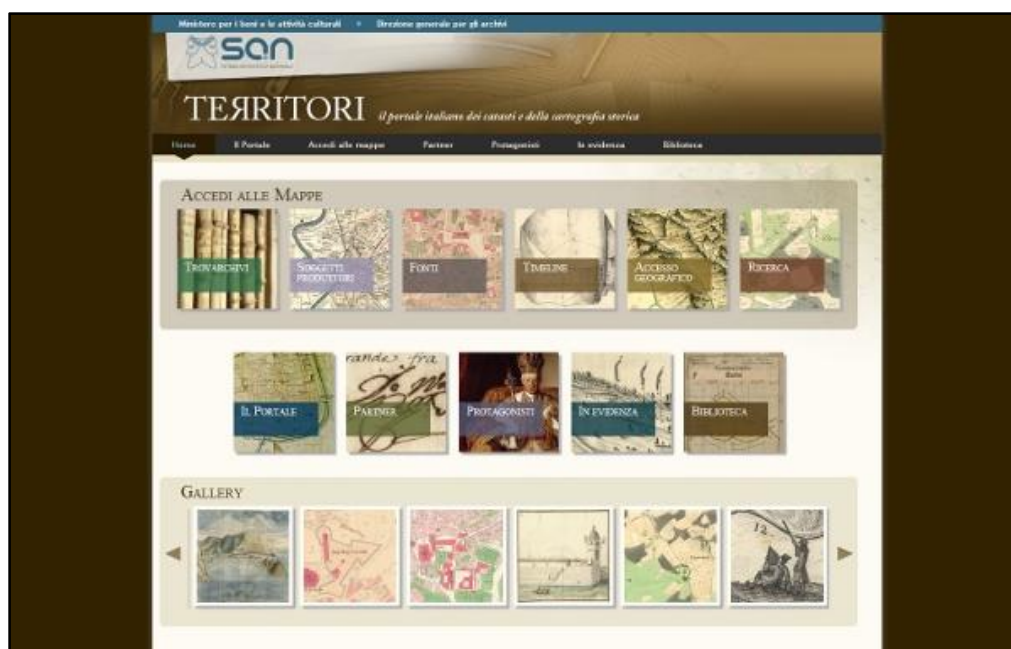 Ministero per i beni e le attività culturali • Direzione generale per gli archivi
san
TEЯRITORI il portale italiano dei catasti e della cartografia storica
Home Il Portale Accedi alle mappe Partner Protagonisti In evidenza Biblioteca
ACCEDI ALLE MAPPE
TROVARCHIVI
SOGGETTI PRODUTTORI
FONTI
TIMELINE
ACCESSO GEOGRAFICO
RICERCA
IL PORTALE
PARTNER
PROTAGONISTI
IN EVIDENZA
BIBLIOTECA
GALLERY
12.